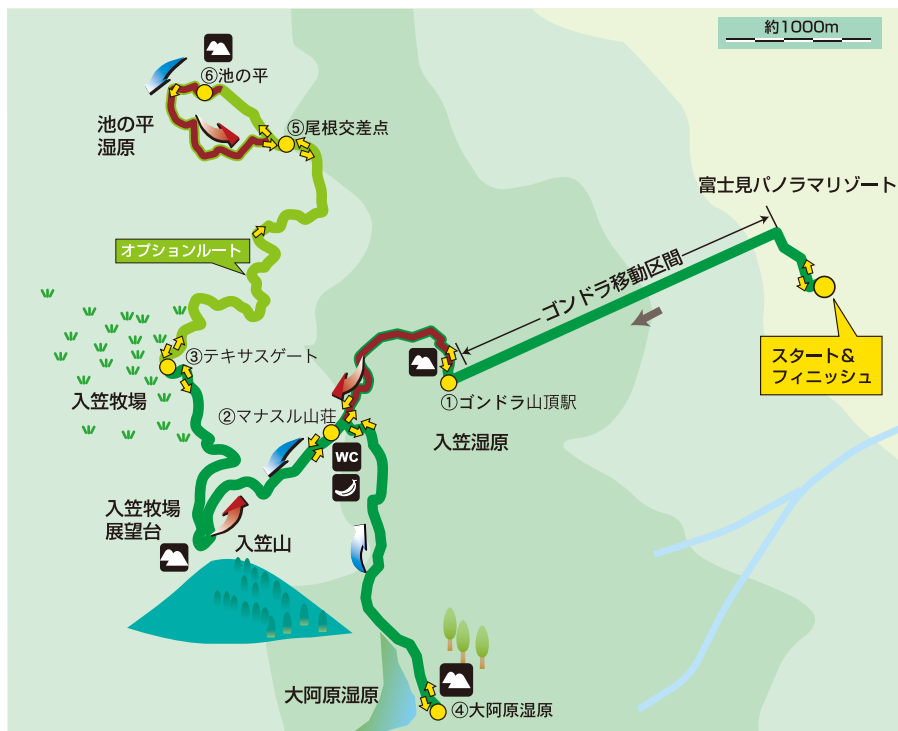 約1000m
⑥池の平
池の平
湿原
⑤尾根交差点
富士見パノラマリゾート
オプションルート
ゴンドラ移動区間
スタート&
フィニッシュ
③テキサスゲート
入笠牧場
①ゴンドラ山頂駅
②マナスル山荘
入笠湿原
WC
入笠牧場
展望台
入笠山
大阿原湿原
④大阿原湿原